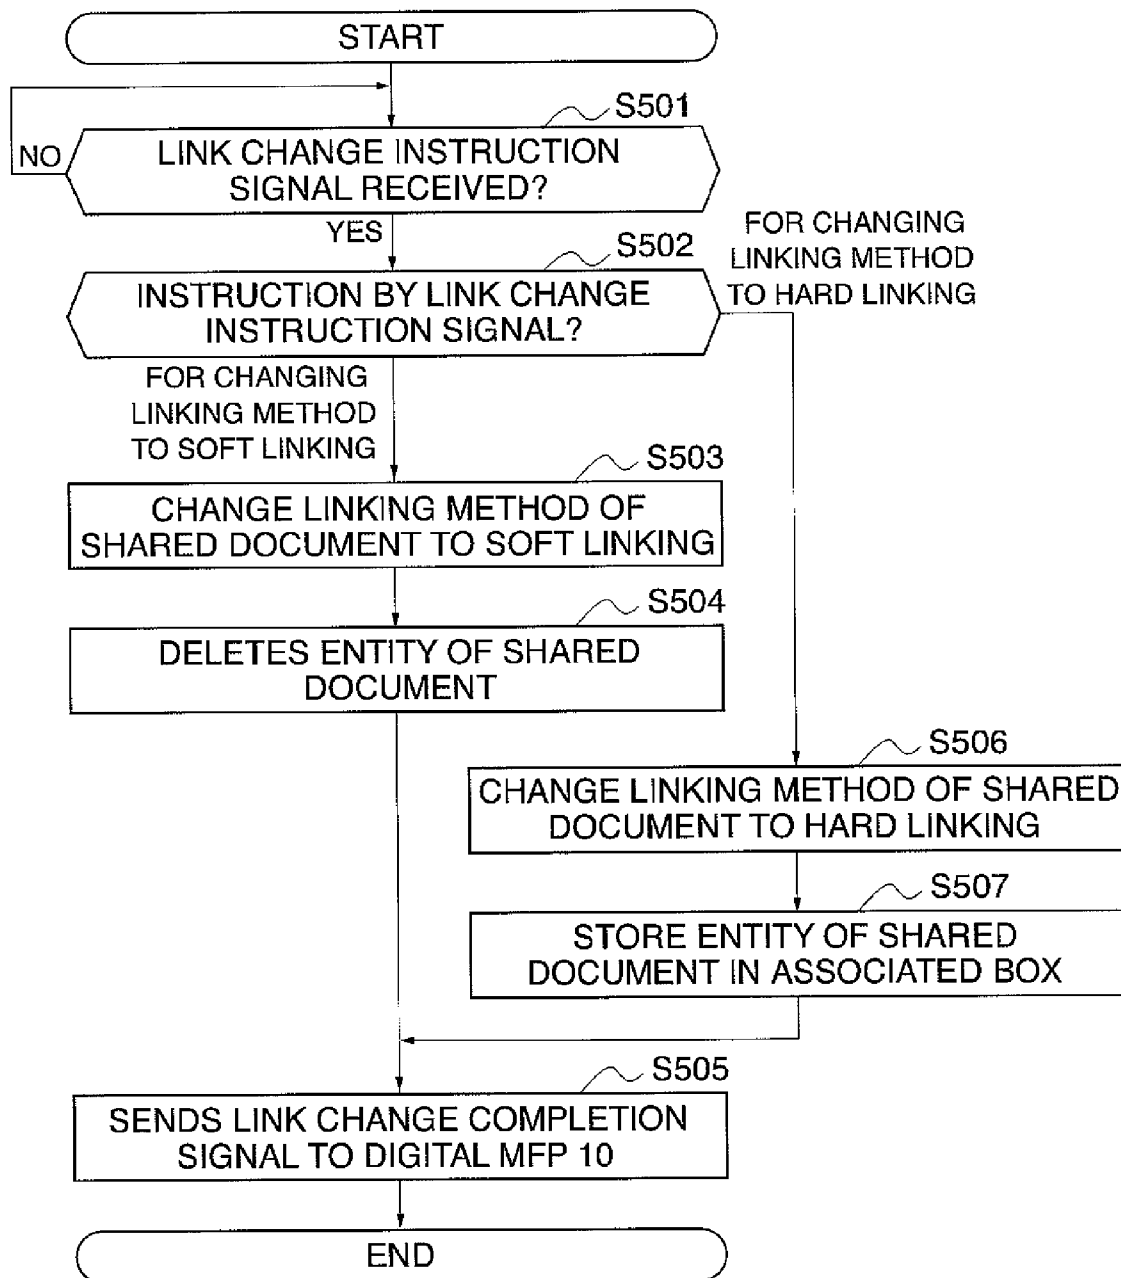 START
S501
NO
LINK CHANGE INSTRUCTION
SIGNAL RECEIVED?
YES
S502
FOR CHANGING
LINKING METHOD
TO HARD LINKING
INSTRUCTION BY LINK CHANGE
INSTRUCTION SIGNAL?
FOR CHANGING
LINKING METHOD
TO SOFT LINKING
S503
CHANGE LINKING METHOD OF
SHARED DOCUMENT TO SOFT LINKING
S504
DELETES ENTITY OF SHARED
DOCUMENT
S506
CHANGE LINKING METHOD OF SHARED
DOCUMENT TO HARD LINKING
S507
STORE ENTITY OF SHARED
DOCUMENT IN ASSOCIATED BOX
S505
SENDS LINK CHANGE COMPLETION
SIGNAL TO DIGITAL MFP 10
END